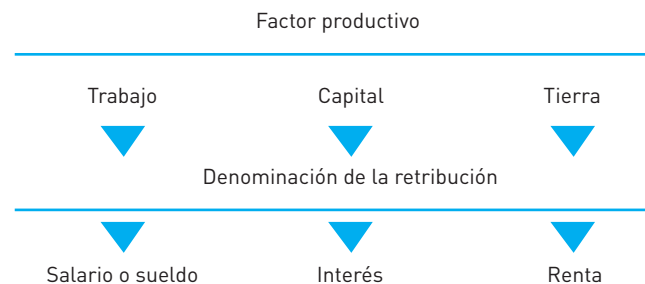 Factor productivo
Trabajo Capital Tierra
Denominación de la retribución
Salario o sueldo Interés Renta